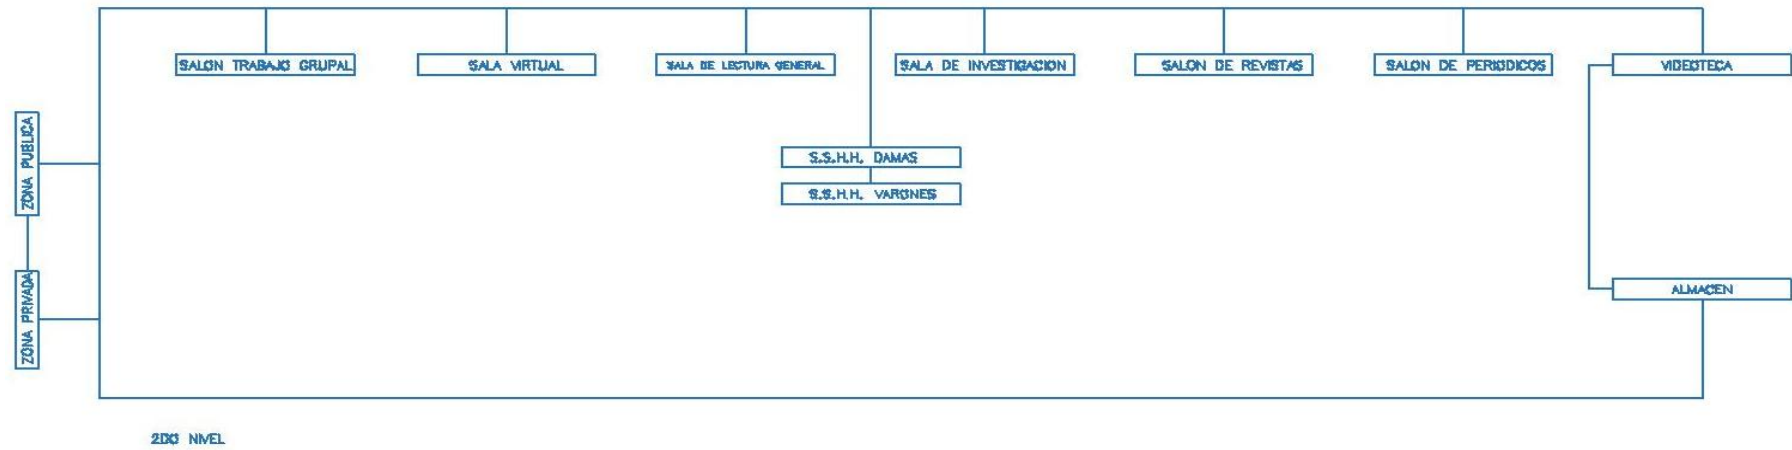 SALON TRABAJO GRUPAL
SALA VIRTUAL
SALA DE LECTURA GENERAL
SALA DE INVESTIGACION
SALON DE REVISTAS
SALON DE PERIODICOS
VIDEOTECA
ZONA PUBLICA
S.S.H.H. DAMAS
S.S.H.H. VARONES
ZONA PRIVADA
ALMACEN
2DO NIVEL